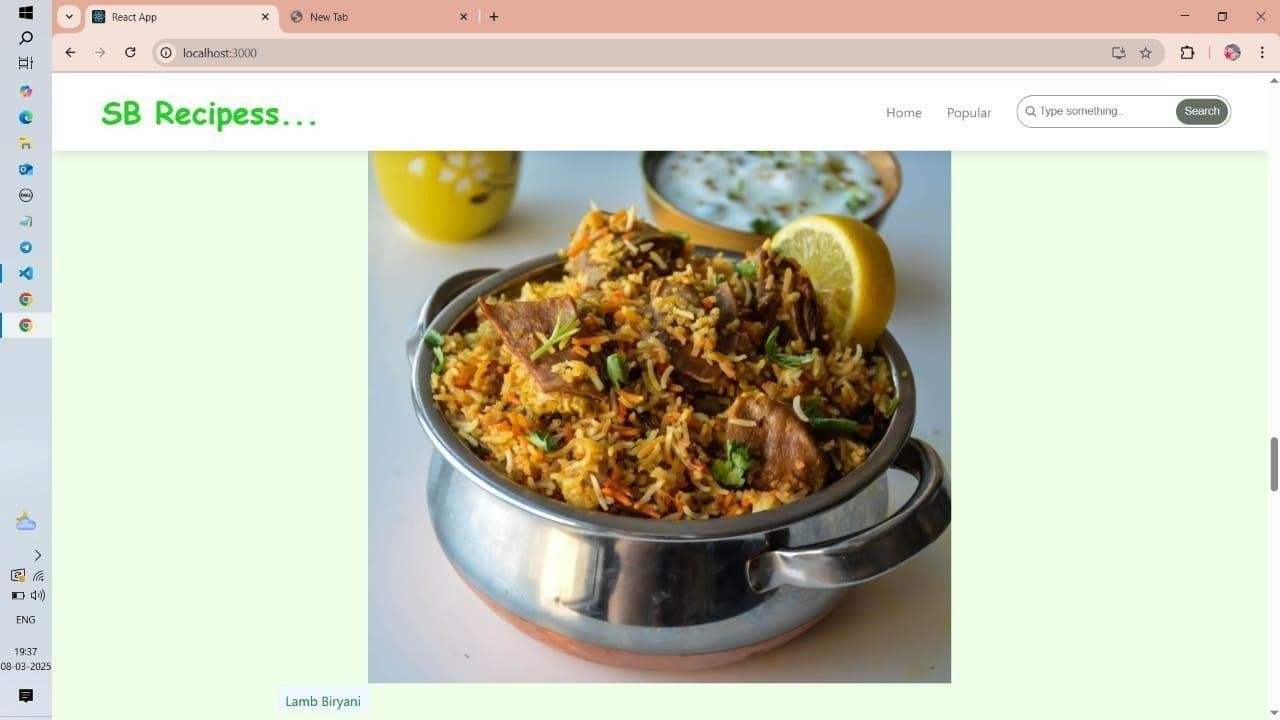 React App
New Tab
localhost:3000
SB Recipess...
Home
Popular
Type something..
Search
Lamb Biryani
ENG
19:37
08-03-2025